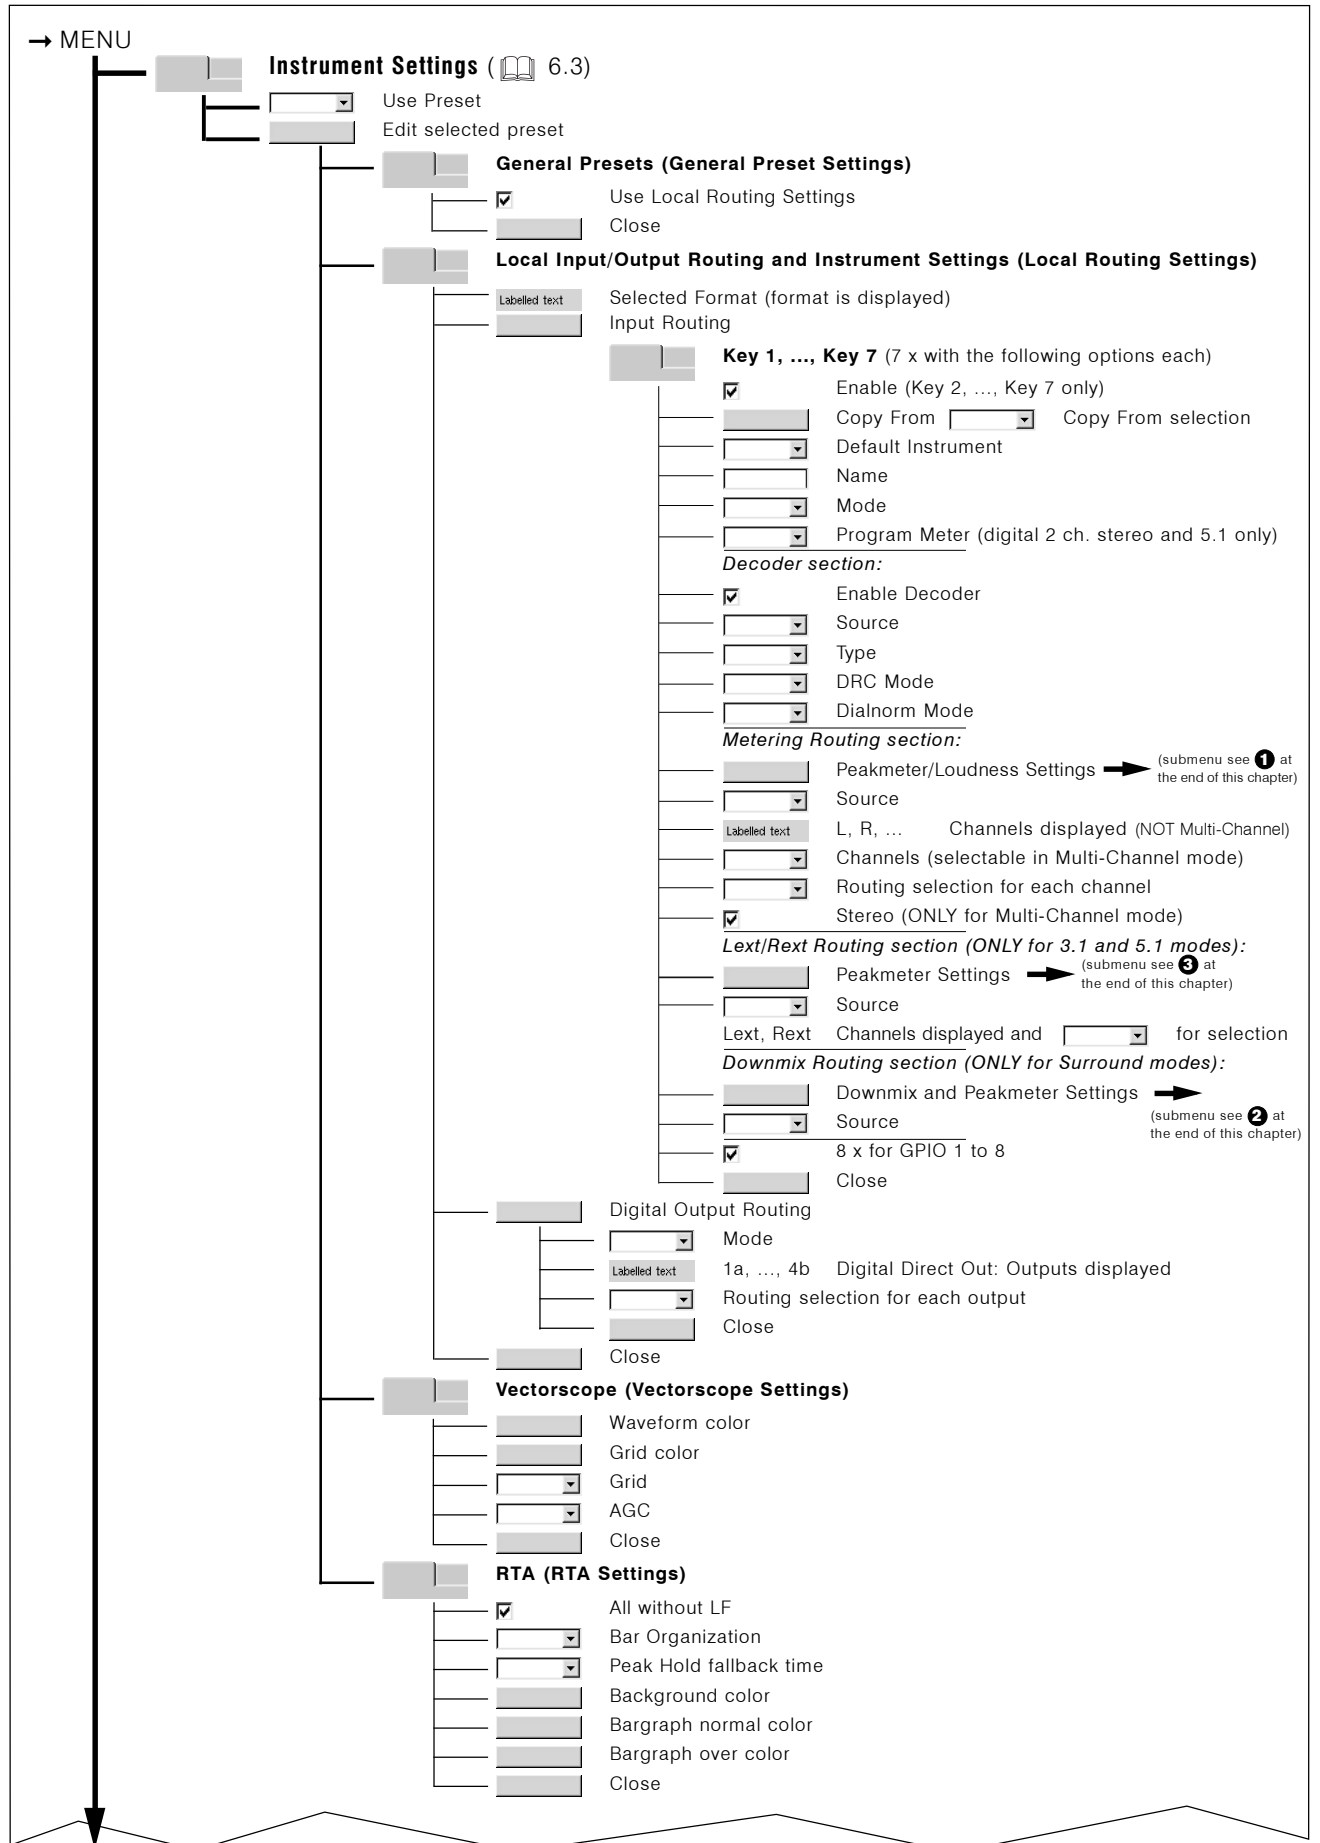 → MENU
Instrument Settings ( 6.3)
Use Preset
Edit selected preset
General Presets (General Preset Settings)
Use Local Routing Settings
Close
Local Input/Output Routing and Instrument Settings (Local Routing Settings)
Labelled text Selected Format (format is displayed)
Input Routing
Key 1, ..., Key 7 (7 x with the following options each)
Enable (Key 2, ..., Key 7 only)
Copy From Copy From selection
Default Instrument
Name
Mode
Program Meter (digital 2 ch. stereo and 5.1 only)
Decoder section:
Enable Decoder
Source
Type
DRC Mode
Dialnorm Mode
Metering Routing section:
Peakmeter/Loudness Settings (submenu see 1 at
the end of this chapter)
Source
Labelled text L, R, ... Channels displayed (NOT Multi-Channel)
Channels (selectable in Multi-Channel mode)
Routing selection for each channel
Stereo (ONLY for Multi-Channel mode)
Lext/Rext Routing section (ONLY for 3.1 and 5.1 modes):
Peakmeter Settings (submenu see 3 at
the end of this chapter)
Source
Lext, Rext Channels displayed and for selection
Downmix Routing section (ONLY for Surround modes):
Downmix and Peakmeter Settings
Source (submenu see 2 at
the end of this chapter)
8 x for GPIO 1 to 8
Close
Digital Output Routing
Mode
Labelled text 1a, ..., 4b Digital Direct Out: Outputs displayed
Routing selection for each output
Close
Close
Vectorscope (Vectorscope Settings)
Waveform color
Grid color
Grid
AGC
Close
RTA (RTA Settings)
All without LF
Bar Organization
Peak Hold fallback time
Background color
Bargraph normal color
Bargraph over color
Close